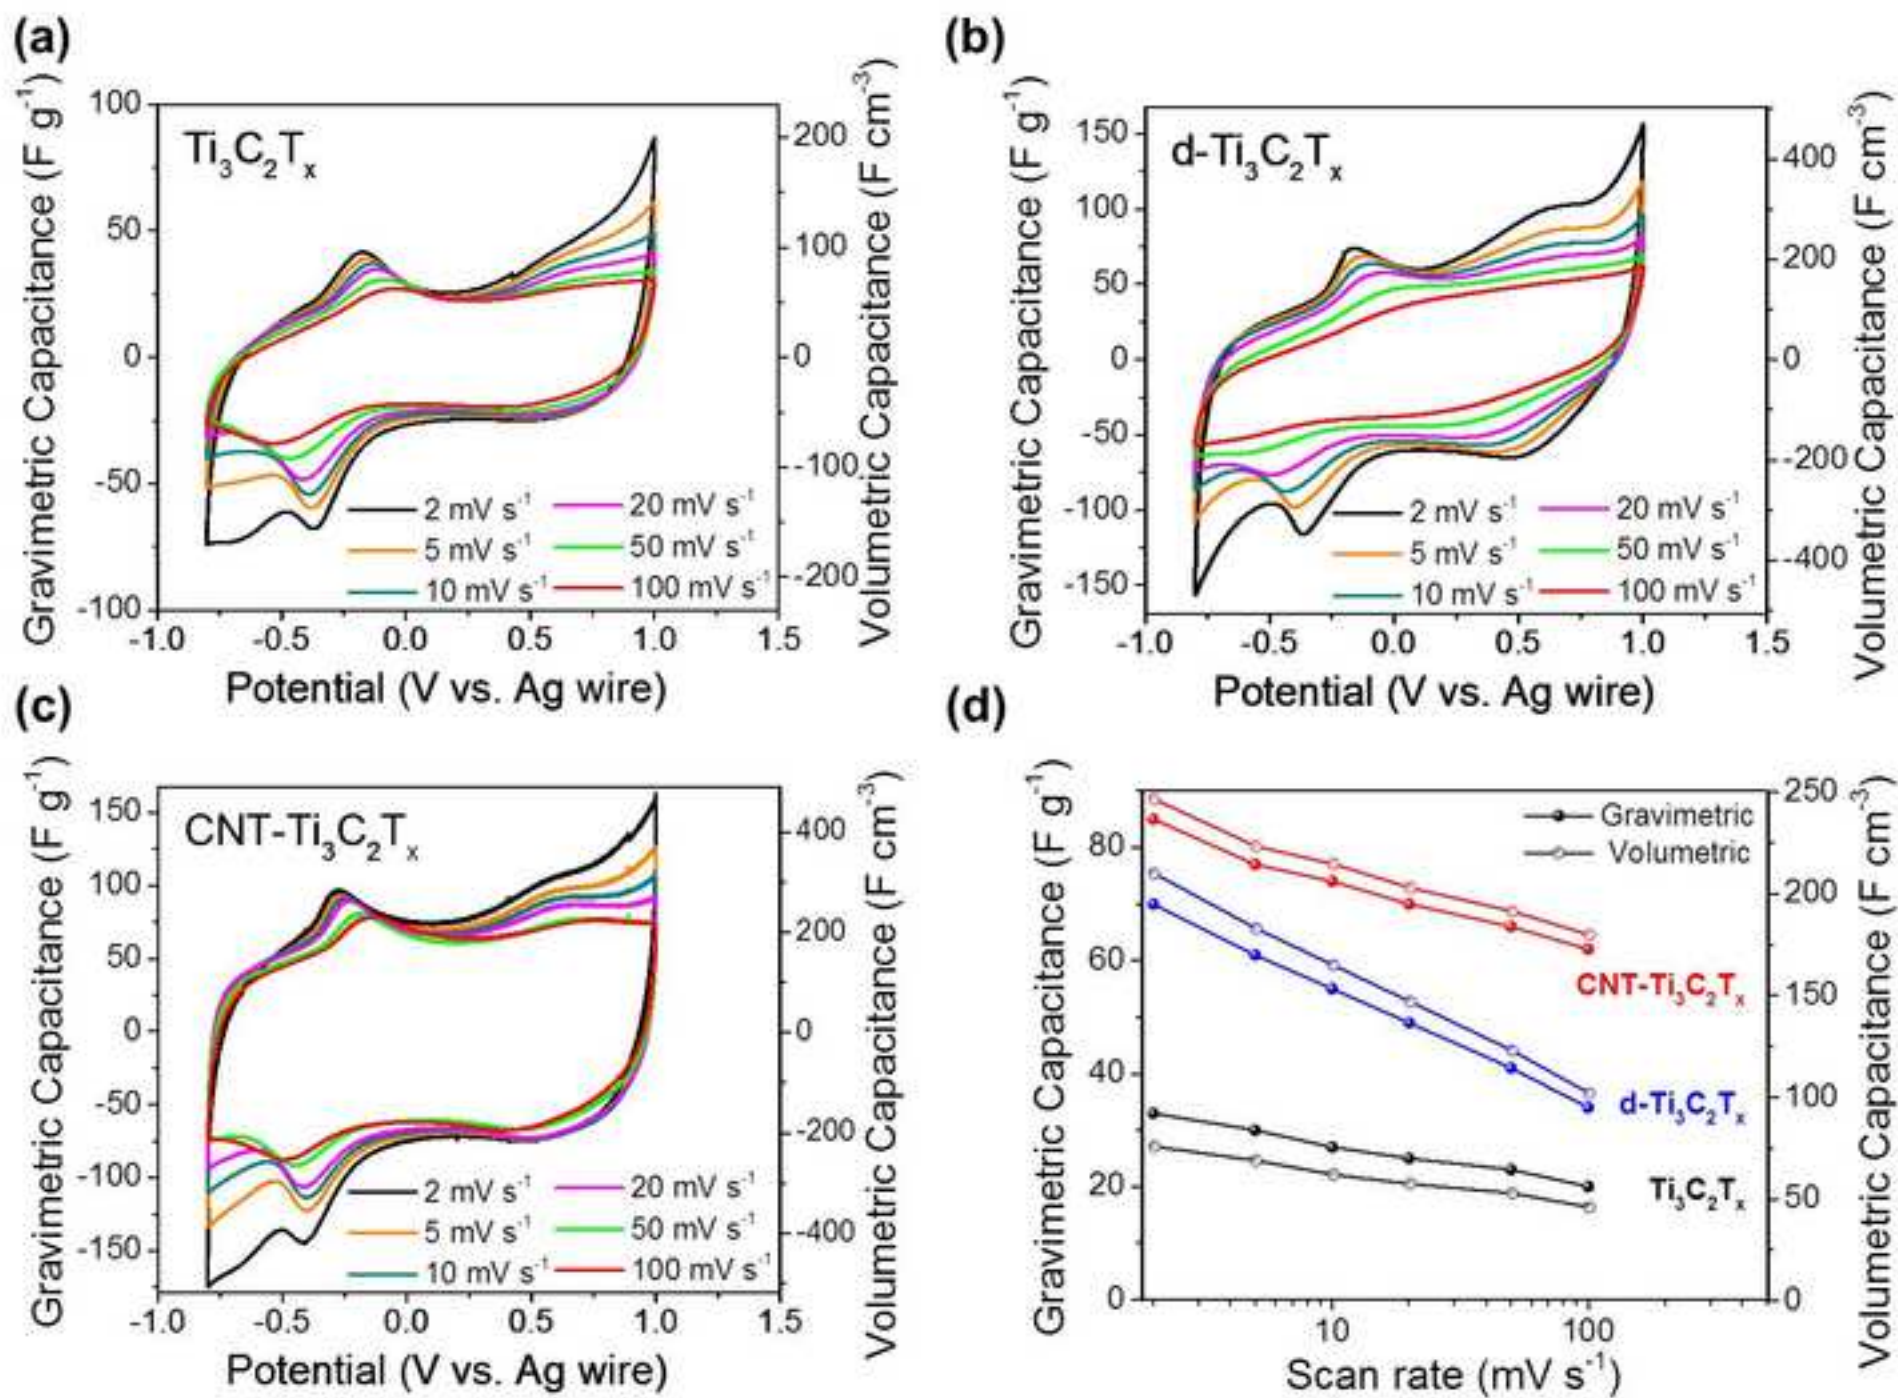 (a)
Gravimetric Capacitance (F g⁻¹)
100
50
0
-50
-100
Ti₃C₂Tₓ
2 mV s⁻¹
5 mV s⁻¹
10 mV s⁻¹
20 mV s⁻¹
50 mV s⁻¹
100 mV s⁻¹
200
100
0
-100
-200
Volumetric Capacitance (F cm⁻³)
-1.0 -0.5 0.0 0.5 1.0 1.5
Potential (V vs. Ag wire)
(b)
Gravimetric Capacitance (F g⁻¹)
150
100
50
0
-50
-100
-150
d-Ti₃C₂Tₓ
2 mV s⁻¹
5 mV s⁻¹
10 mV s⁻¹
20 mV s⁻¹
50 mV s⁻¹
100 mV s⁻¹
400
200
0
-200
-400
Volumetric Capacitance (F cm⁻³)
-1.0 -0.5 0.0 0.5 1.0 1.5
Potential (V vs. Ag wire)
(c)
Gravimetric Capacitance (F g⁻¹)
150
100
50
0
-50
-100
-150
CNT-Ti₃C₂Tₓ
2 mV s⁻¹
5 mV s⁻¹
10 mV s⁻¹
20 mV s⁻¹
50 mV s⁻¹
100 mV s⁻¹
400
200
0
-200
-400
Volumetric Capacitance (F cm⁻³)
-1.0 -0.5 0.0 0.5 1.0 1.5
Potential (V vs. Ag wire)
(d)
Gravimetric Capacitance (F g⁻¹)
80
60
40
20
0
Gravimetric
Volumetric
CNT-Ti₃C₂Tₓ
d-Ti₃C₂Tₓ
Ti₃C₂Tₓ
250
200
150
100
50
0
Volumetric Capacitance (F cm⁻³)
10 100
Scan rate (mV s⁻¹)